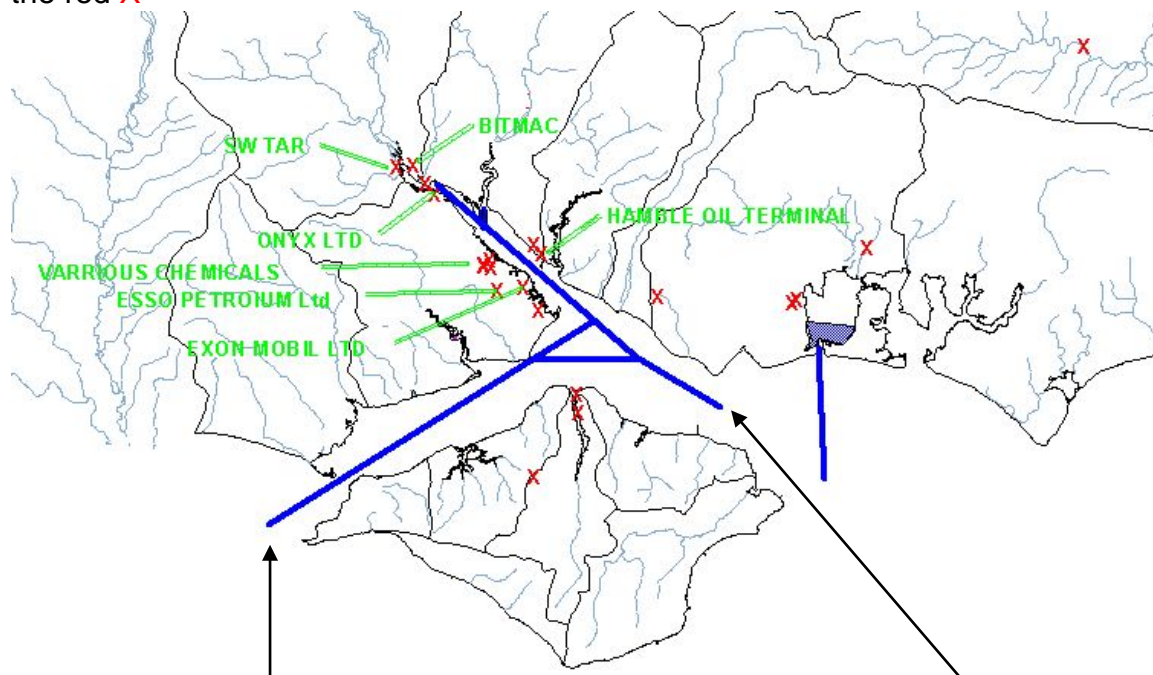 the red X
BITMAC
SW TAR
HAMBLE OIL TERMINAL
ONYX LTD
VARRIOUS CHEMICALS
ESSO PETROIUM Ltd
EXON MOBIL LTD